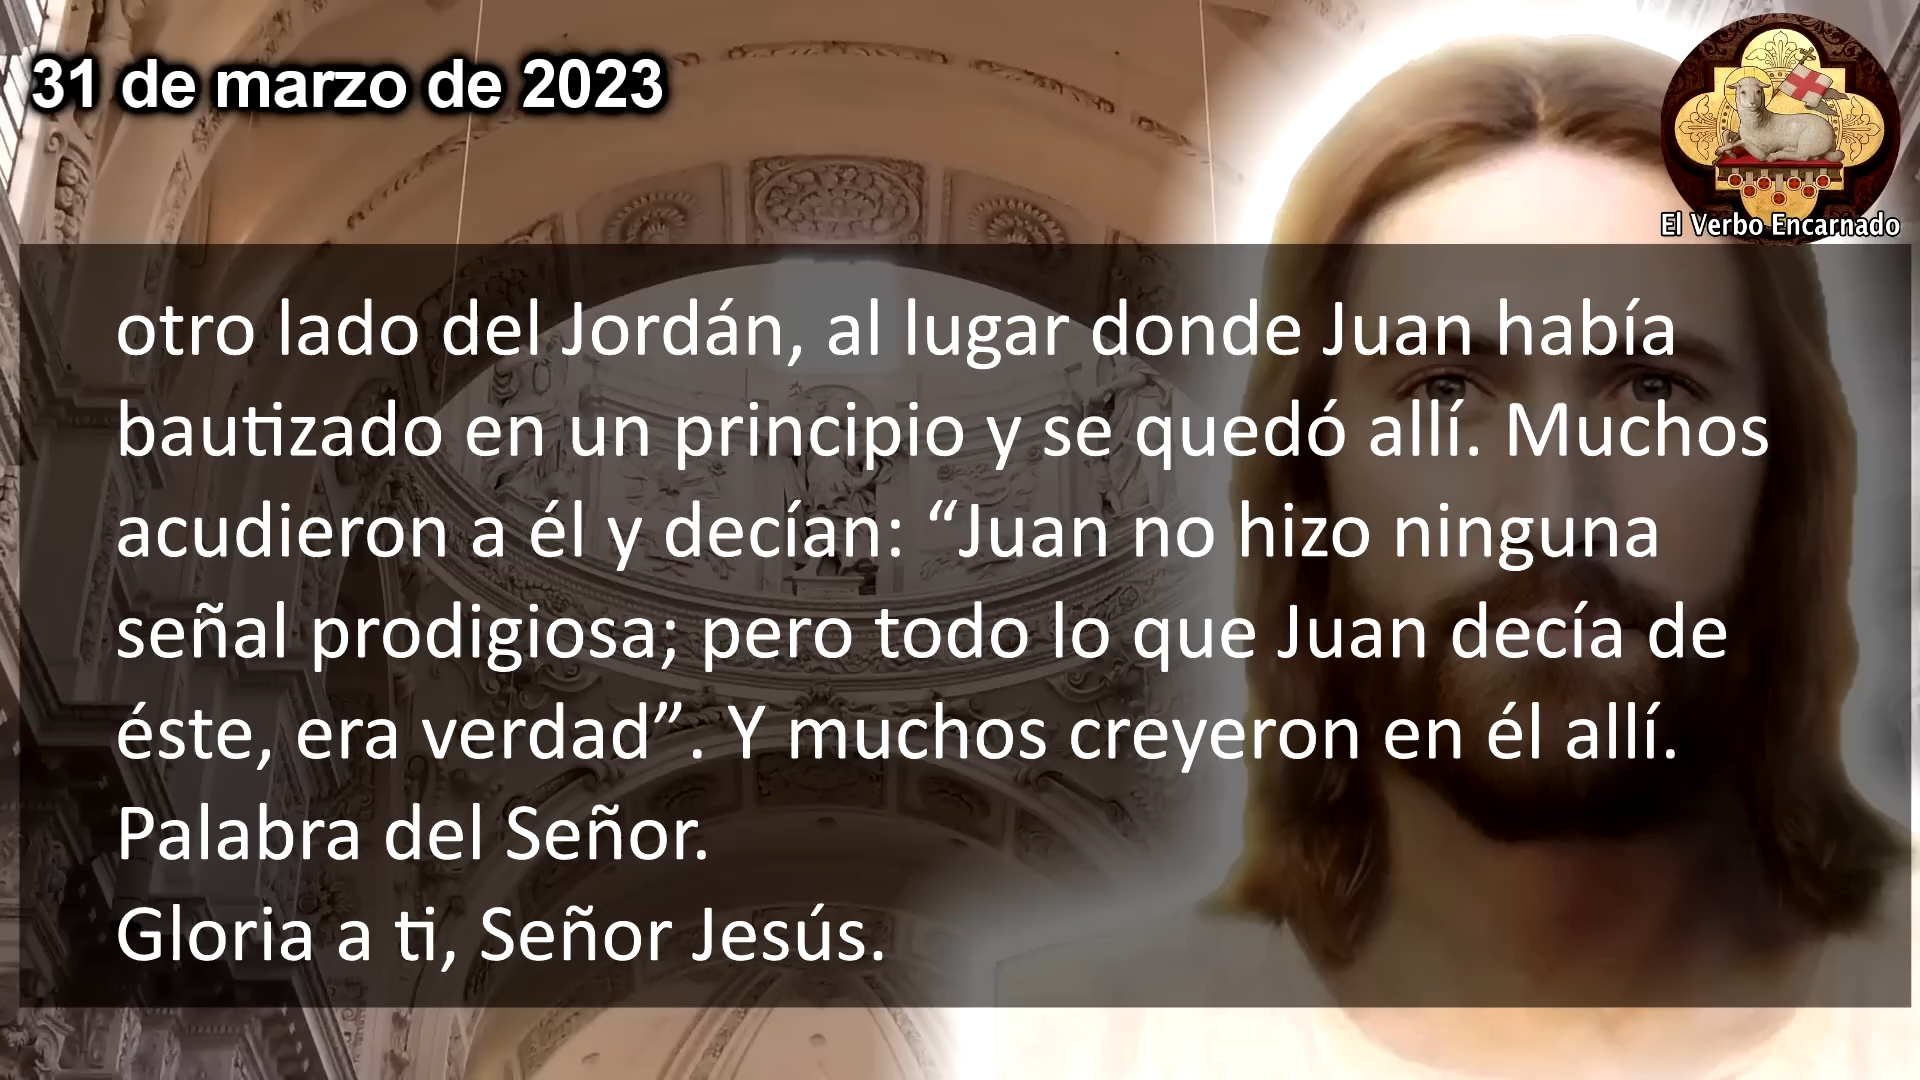 31 de marzo de 2023
El Verbo Encarnado
otro lado del Jordán, al lugar donde Juan había
bautizado en un principio y se quedó allí. Muchos
acudieron a él y decían: “Juan no hizo ninguna
señal prodigiosa; pero todo lo que Juan decía de
éste, era verdad”. Y muchos creyeron en él allí.
Palabra del Señor.
Gloria a ti, Señor Jesús.